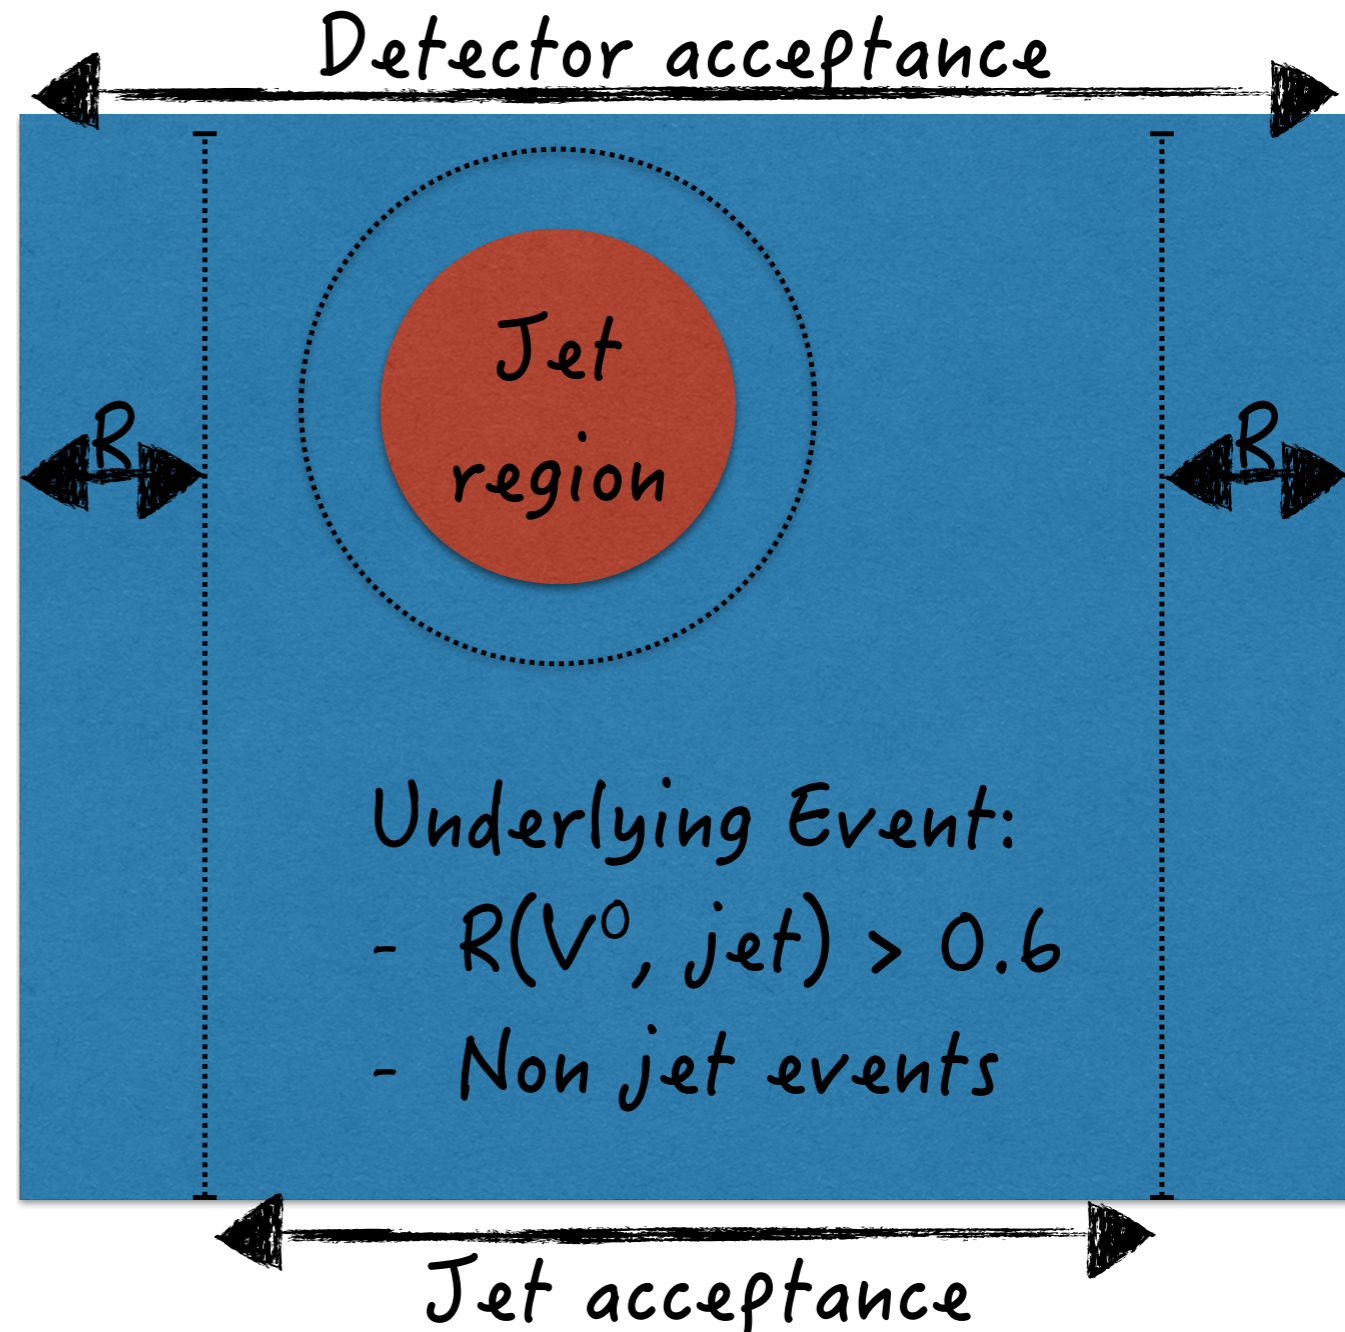 Detector acceptance
Jet
region
R
R
Underlying Event:
- R(V⁰, jet) > 0.6
- Non jet events
Jet acceptance